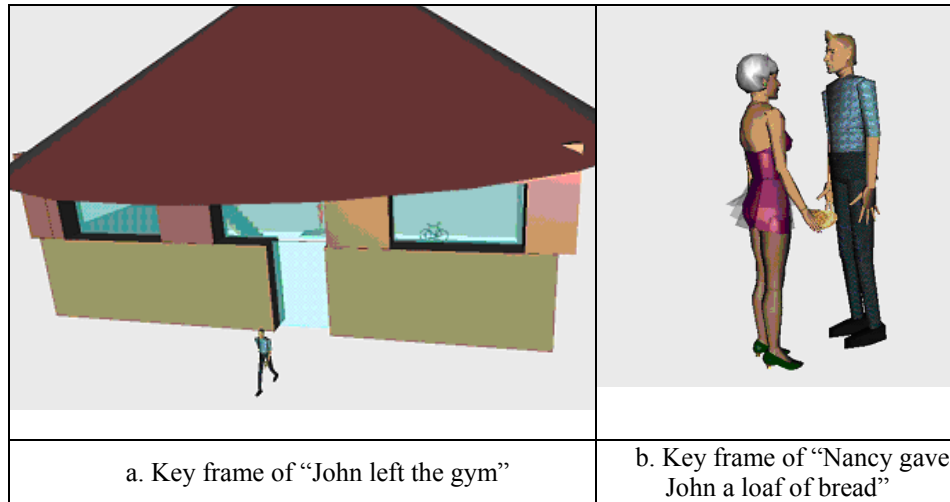 a. Key frame of “John left the gym”
b. Key frame of “Nancy gave
John a loaf of bread”